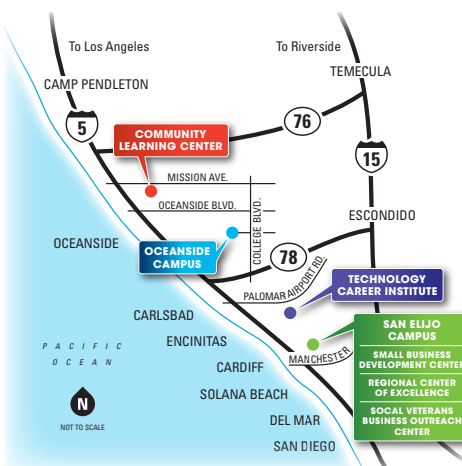 To Los Angeles
To Riverside
TEMECULA
CAMP PENDLETON
5
76
COMMUNITY
LEARNING CENTER
15
MISSION AVE.
OCEANSIDE BLVD.
COLLEGE BLVD.
ESCONDIDO
OCEANSIDE
OCEANSIDE
CAMPUS
78
PALOMAR AIRPORT RD.
TECHNOLOGY
CAREER INSTITUTE
CARLSBAD
SAN ELIJO
CAMPUS
SMALL BUSINESS
DEVELOPMENT CENTER
REGIONAL CENTER
OF EXCELLENCE
SOCAL VETERANS
BUSINESS OUTREACH
CENTER
ENCINITAS
PACIFIC
OCEAN
MANCHESTER
CARDIFF
SOLANA BEACH
N
NOT TO SCALE
DEL MAR
SAN DIEGO